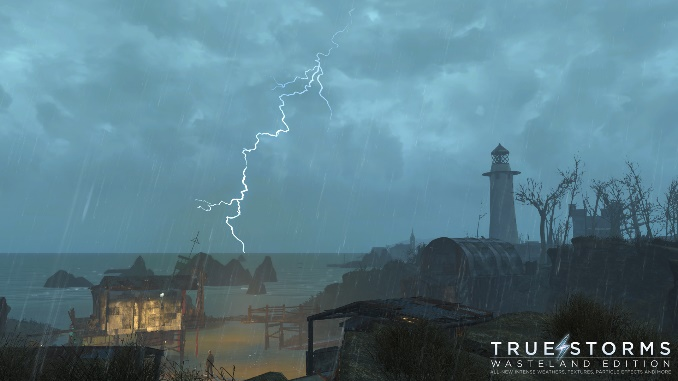 TRUE STORMS
WASTELAND EDITION
ALL-NEW INTENSE WEATHERS, TEXTURES, PARTICLE EFFECTS AND MORE